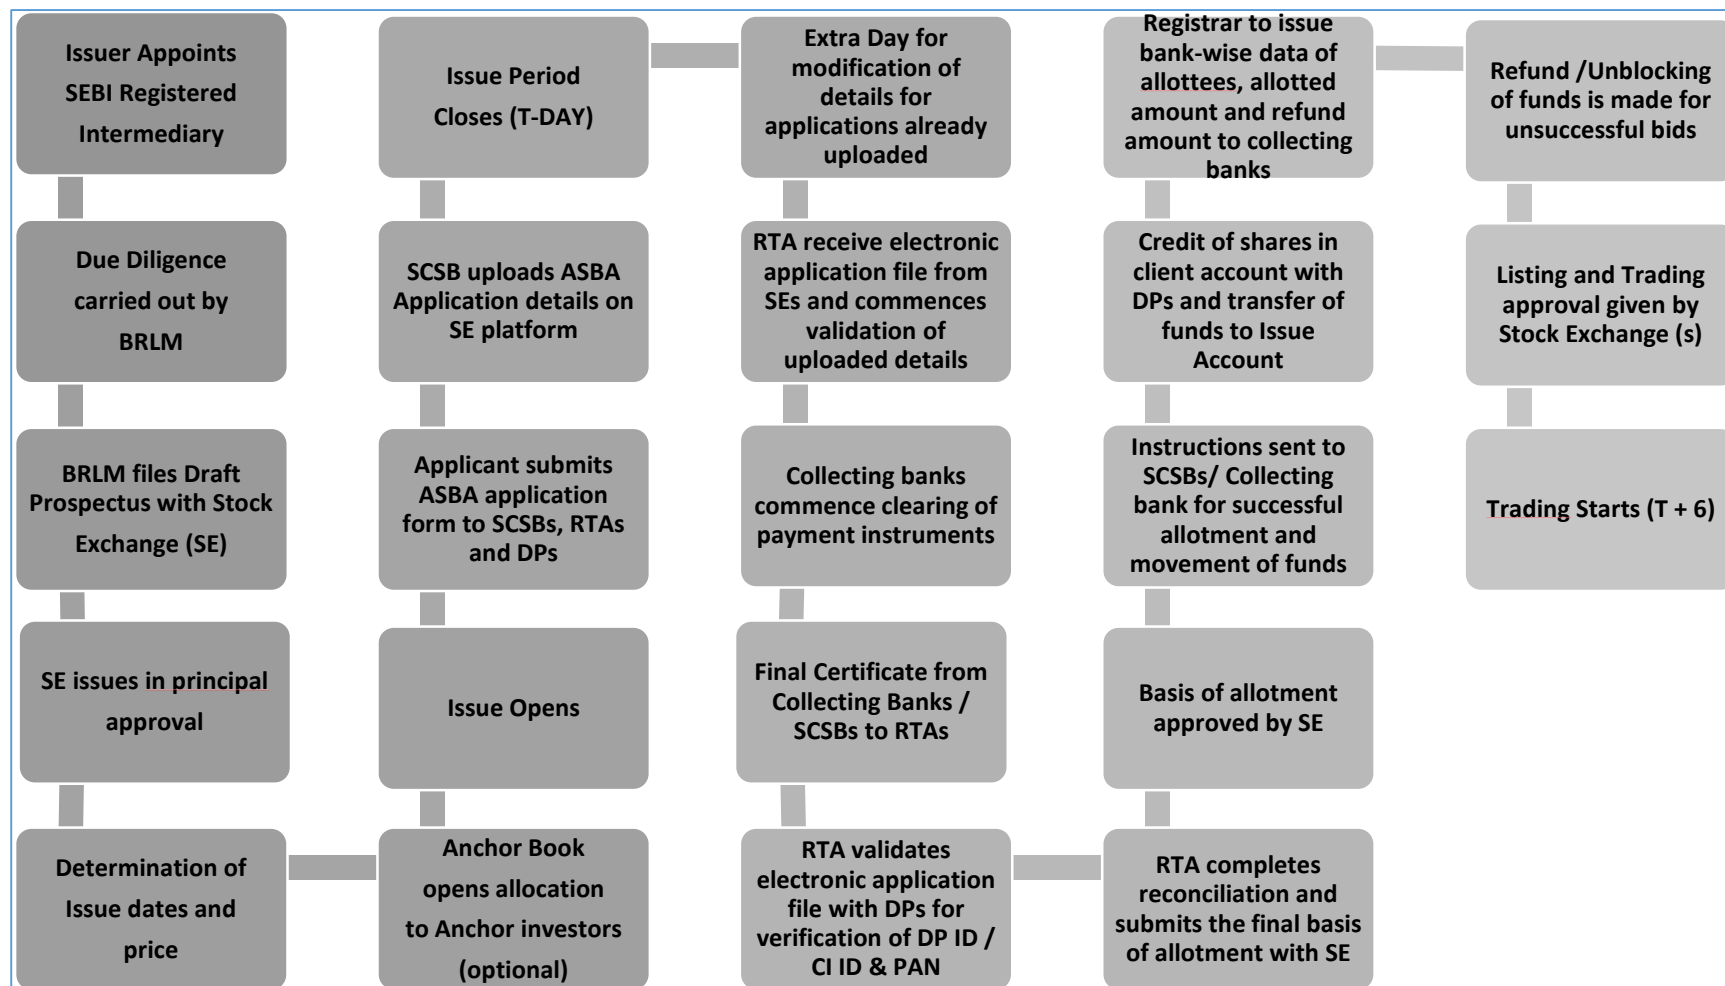 Issuer Appoints
SEBI Registered
Intermediary
Due Diligence
carried out by
BRLM
BRLM files Draft
Prospectus with Stock
Exchange (SE)
SE issues in principal
approval
Determination of
Issue dates and
price
Anchor Book
opens allocation
to Anchor investors
(optional)
Issue Opens
Applicant submits
ASBA application
form to SCSBs, RTAs
and DPs
SCSB uploads ASBA
Application details on
SE platform
Issue Period
Closes (T-DAY)
Extra Day for
modification of
details for
applications already
uploaded
RTA receive electronic
application file from
SEs and commences
validation of
uploaded details
Collecting banks
commence clearing of
payment instruments
Final Certificate from
Collecting Banks /
SCSBs to RTAs
RTA validates
electronic application
file with DPs for
verification of DP ID /
CI ID & PAN
RTA completes
reconciliation and
submits the final basis
of allotment with SE
Basis of allotment
approved by SE
Instructions sent to
SCSBs/ Collecting
bank for successful
allotment and
movement of funds
Credit of shares in
client account with
DPs and transfer of
funds to Issue
Account
Registrar to issue
bank-wise data of
allottees, allotted
amount and refund
amount to collecting
banks
Refund /Unblocking
of funds is made for
unsuccessful bids
Listing and Trading
approval given by
Stock Exchange (s)
Trading Starts (T + 6)